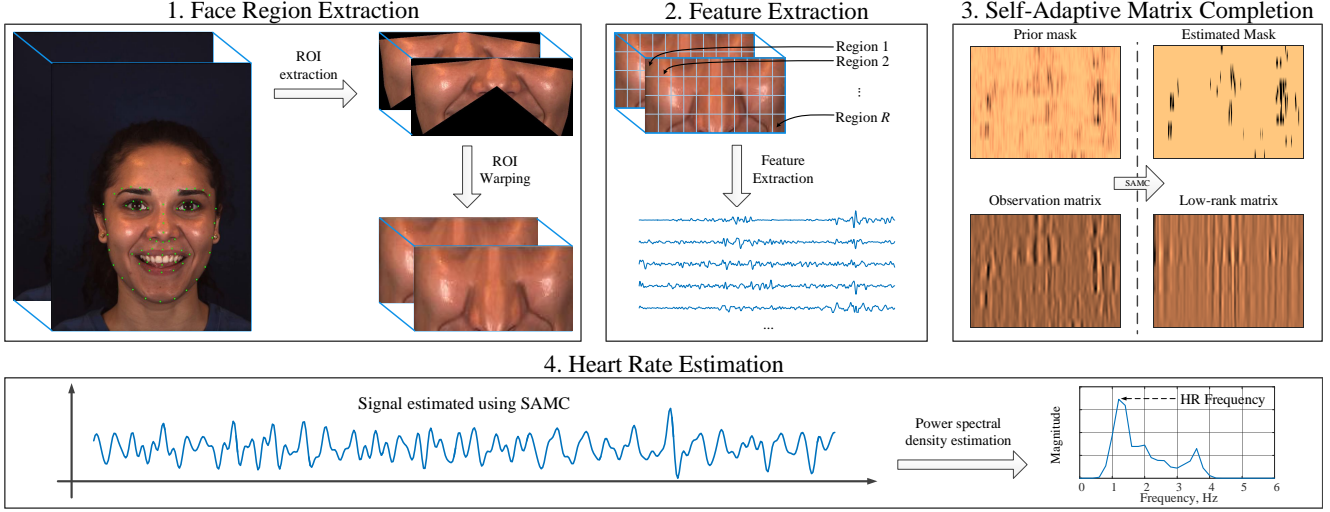 1. Face Region Extraction
ROI
extraction
ROI
Warping
2. Feature Extraction
Region 1
Region 2
⋮
Region R
Feature
Extraction
...
3. Self-Adaptive Matrix Completion
Prior mask
Estimated Mask
SAMC
Observation matrix
Low-rank matrix
4. Heart Rate Estimation
Signal estimated using SAMC
Power spectral
density estimation
Magnitude
HR Frequency
0 1 2 3 4 5 6
Frequency, Hz